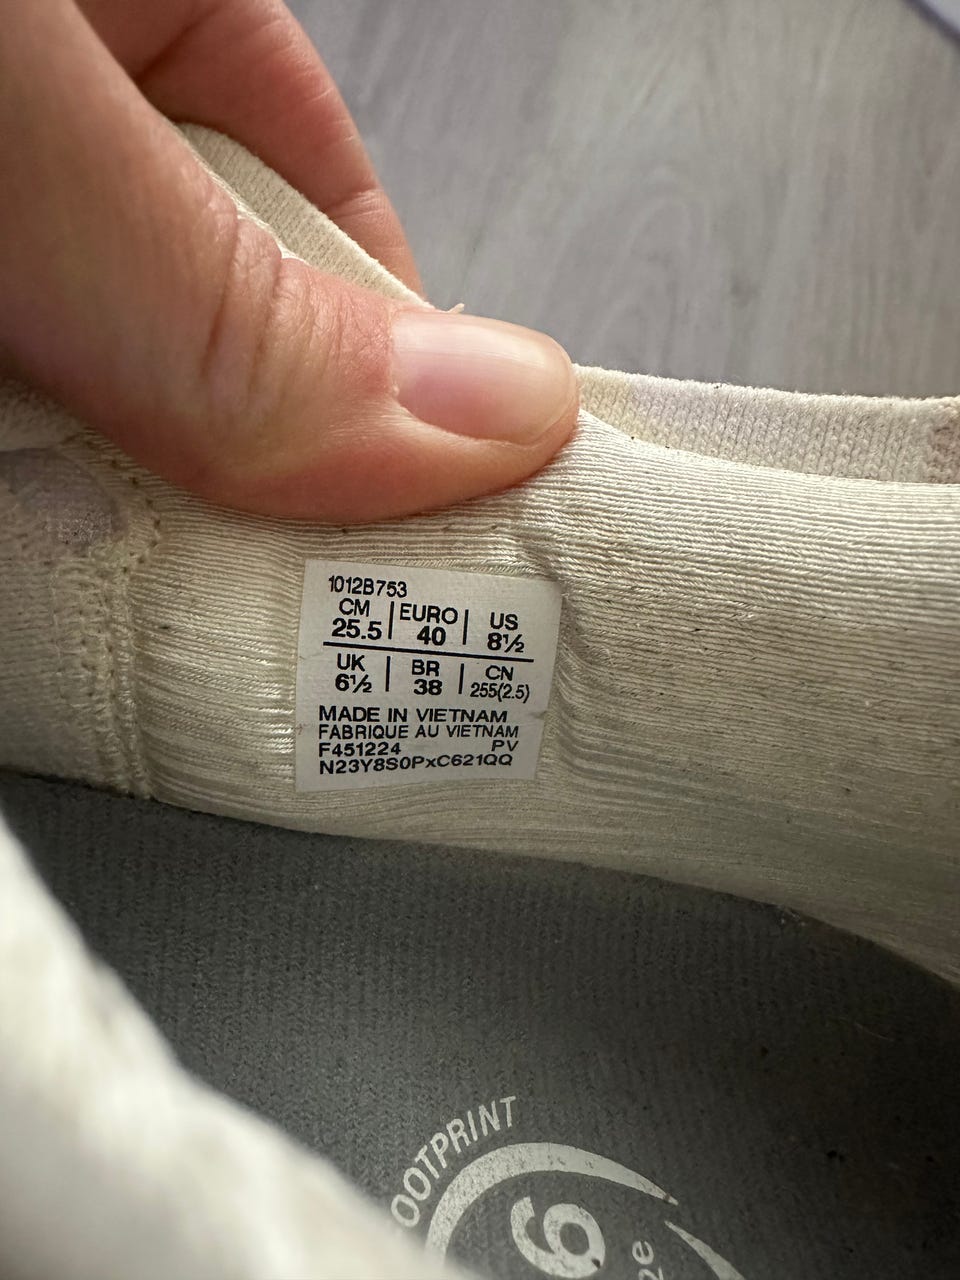 1012B753
CM EURO US
25.5 40 8½
UK BR CN
6½ 38 255(2.5)
MADE IN VIETNAM
FABRIQUE AU VIETNAM
F451224 PV
N23Y8S0PxC621QQ
OOTPRINT
6